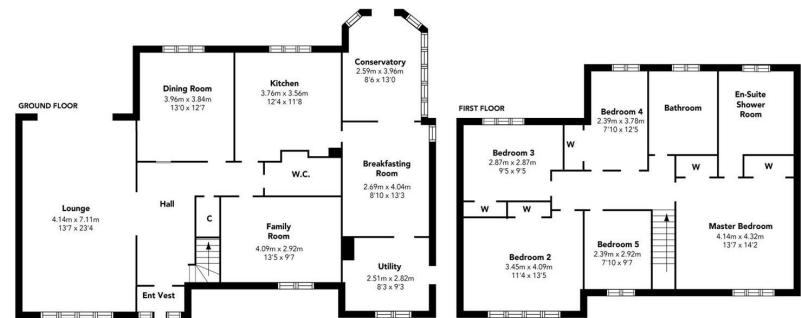 GROUND FLOOR
Lounge
4.14m x 7.11m
13'7 x 23'4
Dining Room
3.96m x 3.84m
13'0 x 12'7
Kitchen
3.76m x 3.56m
12'4 x 11'8
Conservatory
2.59m x 3.96m
8'6 x 13'0
Breakfasting
Room
2.69m x 4.04m
8'10 x 13'3
W.C.
Hall
C
Family
Room
4.09m x 2.92m
13'5 x 9'7
Utility
2.51m x 2.82m
8'3 x 9'3
Ent Vest
FIRST FLOOR
Bedroom 3
2.87m x 2.87m
9'5 x 9'5
W
Bedroom 4
2.39m x 3.78m
7'10 x 12'5
Bathroom
En-Suite
Shower
Room
W
W
W
W
Bedroom 2
3.45m x 4.09m
11'4 x 13'5
Bedroom 5
2.39m x 2.92m
7'10 x 9'7
Master Bedroom
4.14m x 4.32m
13'7 x 14'2